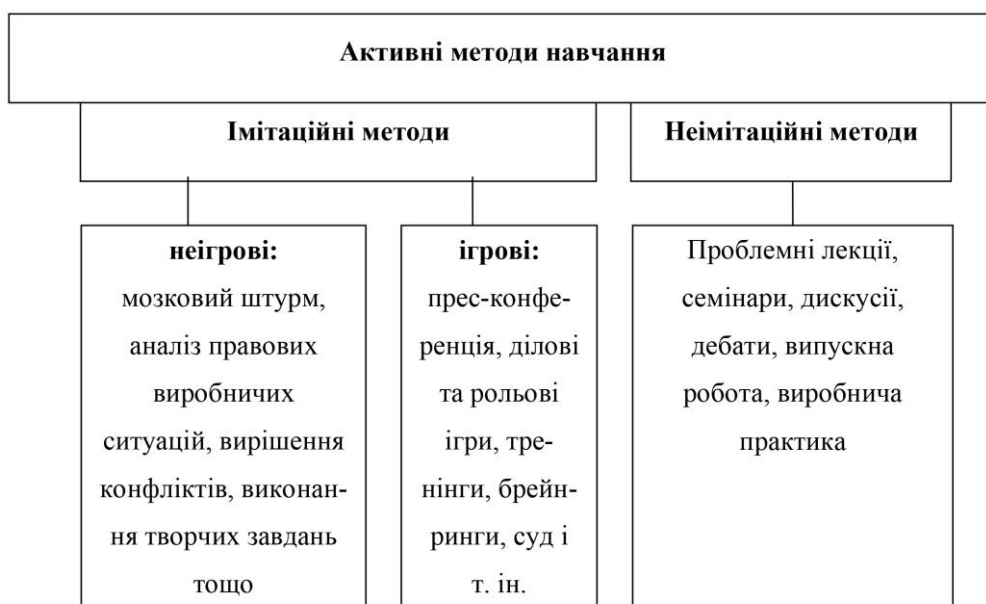 Активні методи навчання
Імітаційні методи
Неімітаційні методи
неігрові:
мозковий штурм,
аналіз правових
виробничих
ситуацій, вирішення
конфліктів, виконан-
ня творчих завдань
тощо
ігрові:
прес-конфе-
ренція, ділові
та рольові
ігри, тре-
нінги, брейн-
ринги, суд і
т. ін.
Проблемні лекції,
семінари, дискусії,
дебати, випускна
робота, виробнича
практика